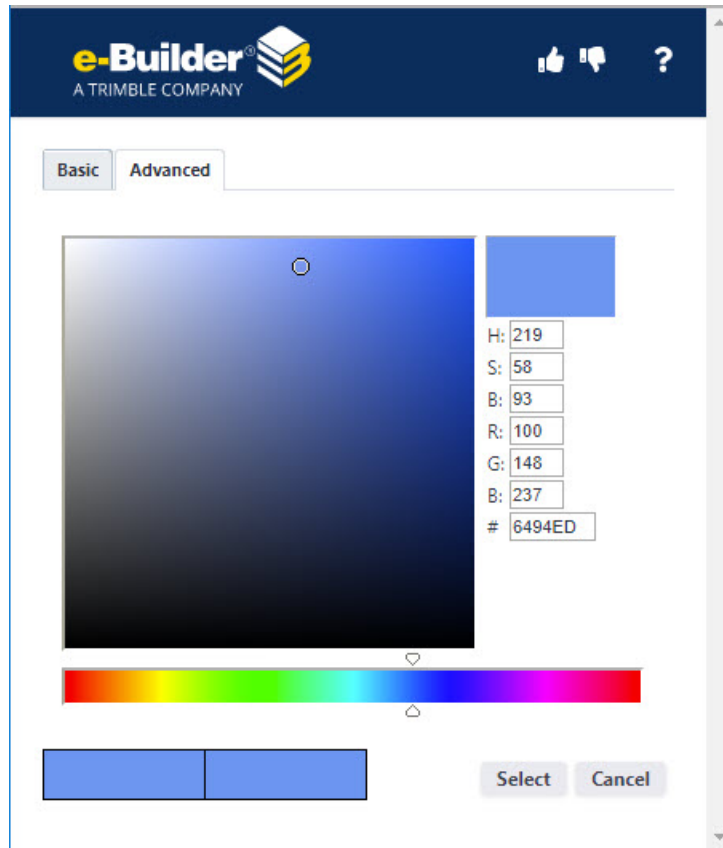 e-Builder®
A TRIMBLE COMPANY
?
Basic Advanced
H: 219
S: 58
B: 93
R: 100
G: 148
B: 237
# 6494ED
Select Cancel